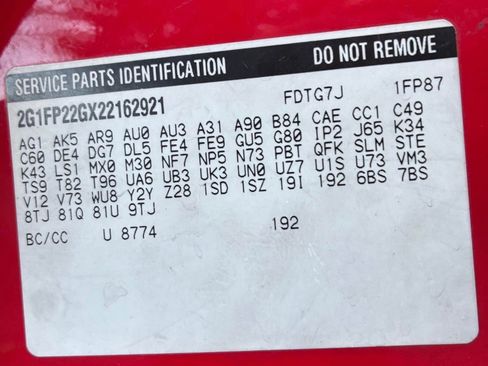 SERVICE PARTS IDENTIFICATION DO NOT REMOVE
2G1FP22GX22162921 FDTG7J 1FP87
AG1 AK5 AR9 AU0 AU3 A31 A90 B84 CAE CC1 C49
C60 DE4 DG7 DL5 FE4 FE9 GU5 G80 IP2 J65 K34
K43 LS1 MX0 M30 NF7 NP5 N73 PBT QFK SLM STE
TS9 T82 T96 UA6 UB3 UK3 UN0 UZ7 U1S U73 VM3
V12 V73 WU8 Y2Y Z28 1SD 1SZ 19I 192 6BS 7BS
8TJ 81Q 81U 9TJ
BC/CC U 8774 192